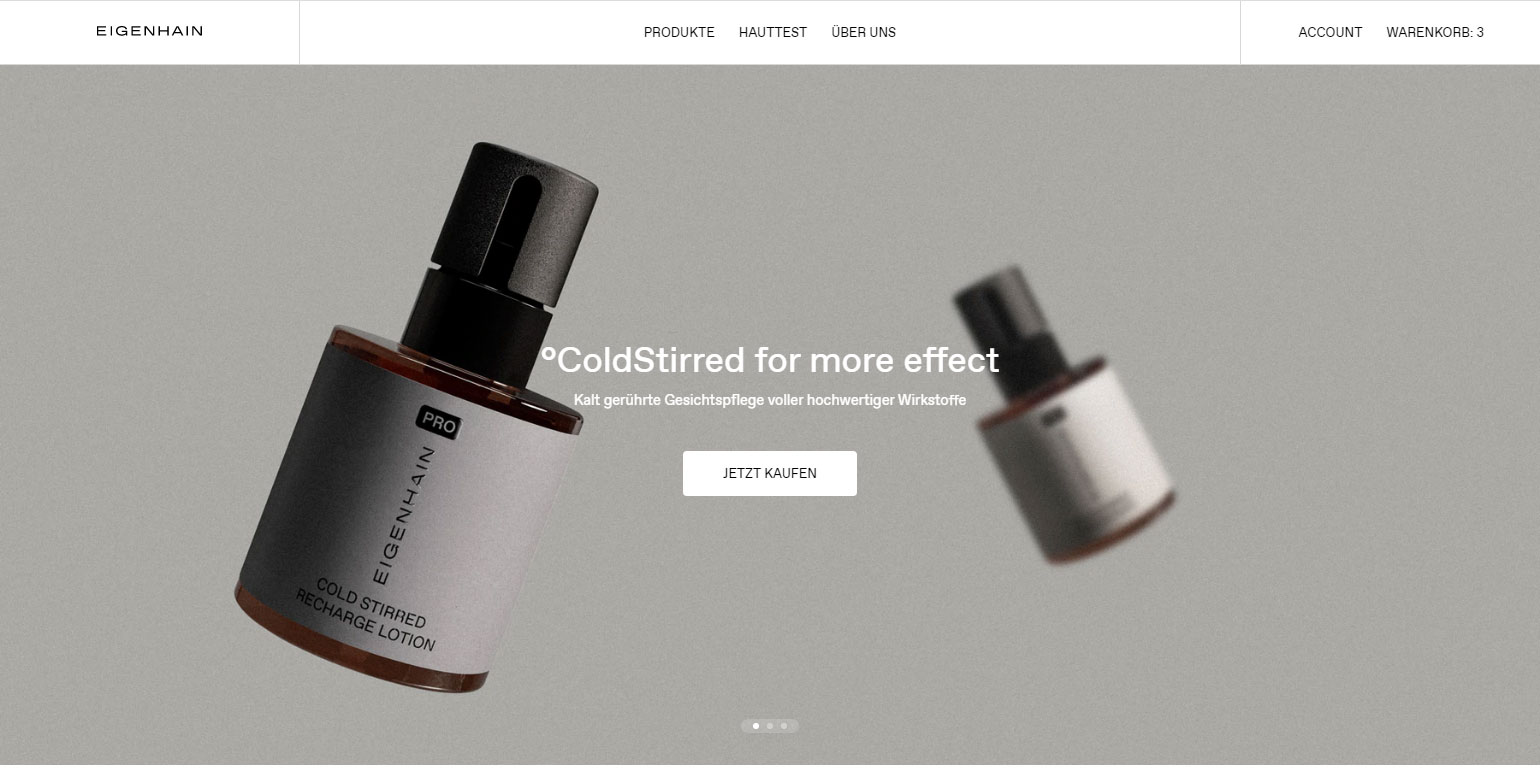 EIGENHAIN
PRODUKTE HAUTTEST ÜBER UNS
ACCOUNT WARENKORB: 3
°ColdStirred for more effect
Kalt gerührte Gesichtspflege voller hochwertiger Wirkstoffe
JETZT KAUFEN
PRO
EIGENHAIN
COLD STIRRED
RECHARGE LOTION